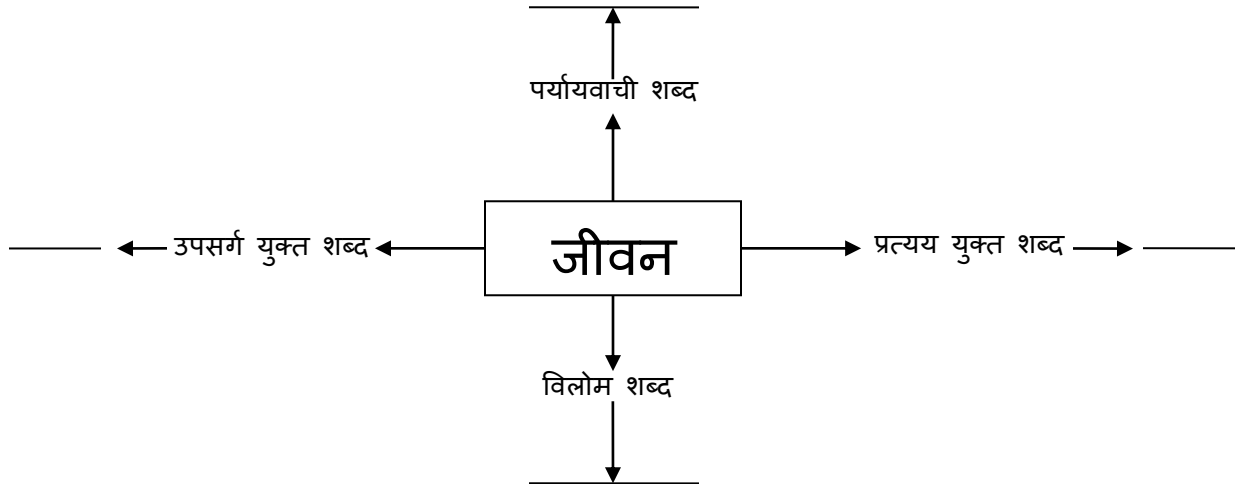 पर्यायवाची शब्द
उपसर्ग युक्त शब्द
जीवन
प्रत्यय युक्त शब्द
विलोम शब्द